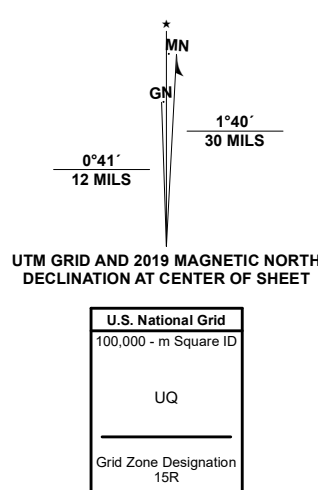 ★
MN
GN
1°40´
30 MILS
0°41´
12 MILS
UTM GRID AND 2019 MAGNETIC NORTH
DECLINATION AT CENTER OF SHEET
U.S. National Grid
100,000 - m Square ID
UQ
Grid Zone Designation
15R